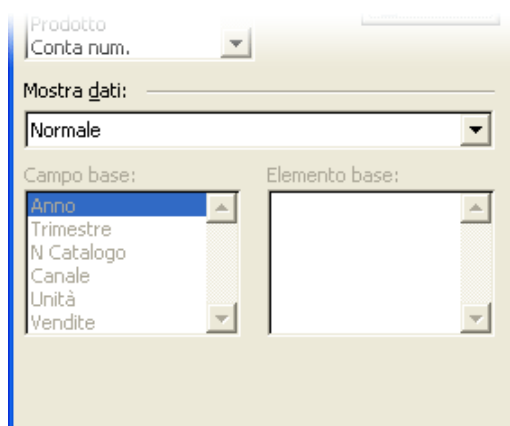 Prodotto
Conta num.
Mostra dati:
Normale
Campo base:
Elemento base:
Anno
Trimestre
N Catalogo
Canale
Unità
Vendite